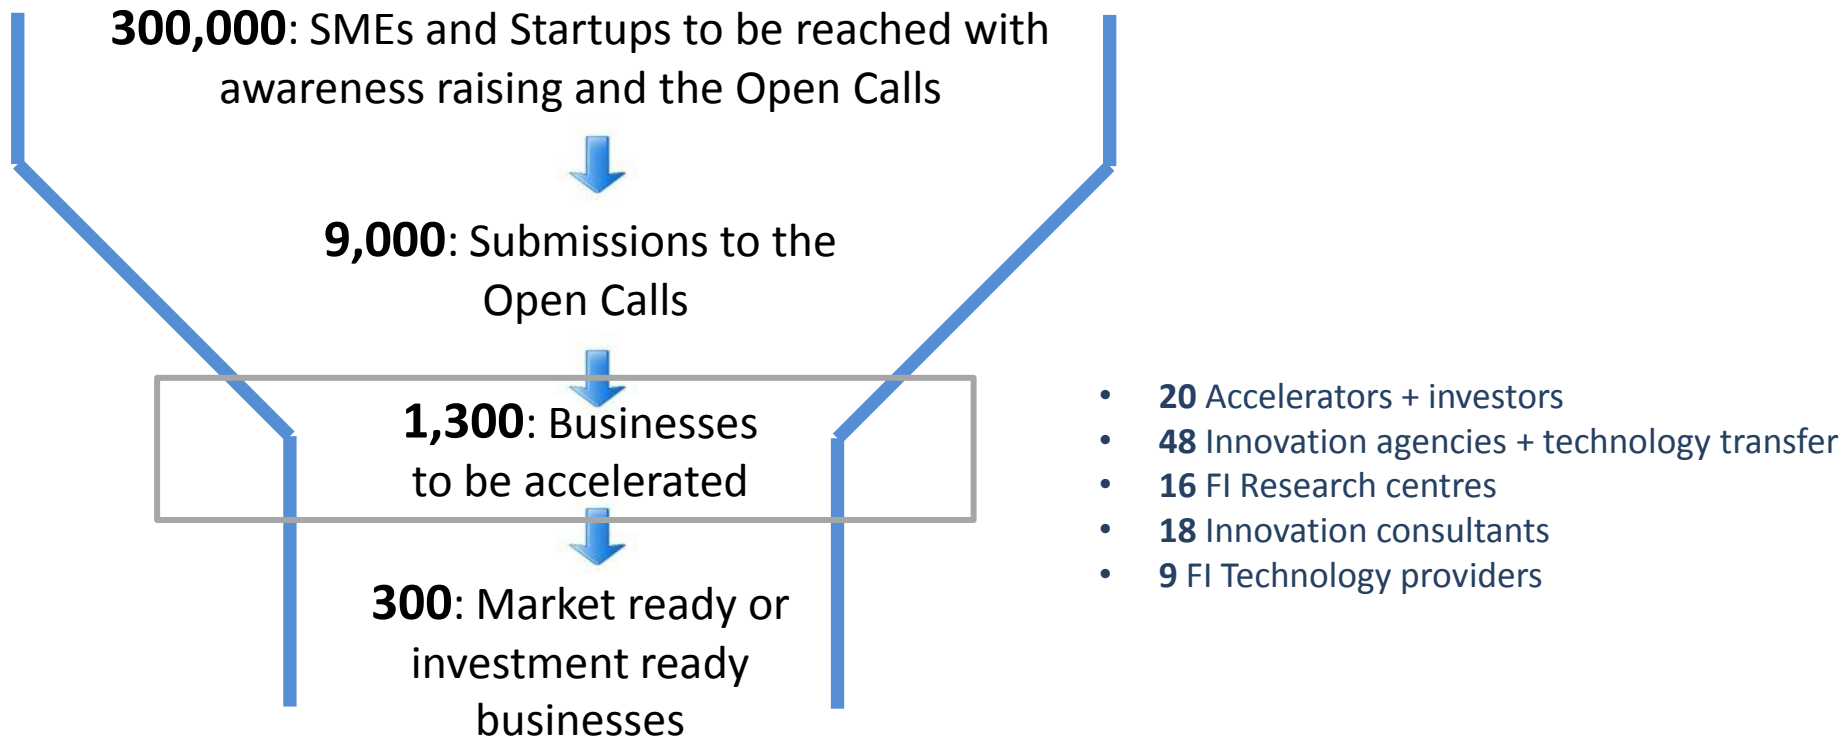 300,000: SMEs and Startups to be reached with
awareness raising and the Open Calls
9,000: Submissions to the
Open Calls
1,300: Businesses
to be accelerated
300: Market ready or
investment ready
businesses
• 20 Accelerators + investors
• 48 Innovation agencies + technology transfer
• 16 FI Research centres
• 18 Innovation consultants
• 9 FI Technology providers